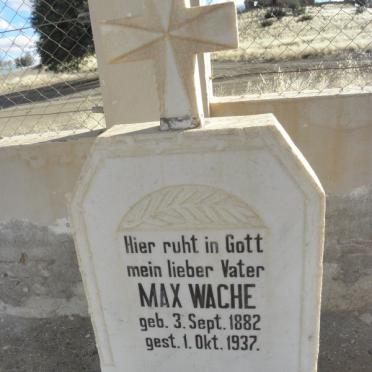 Hier ruht in Gott
mein lieber Vater
MAX WACHE
geb. 3. Sept. 1882
gest. 1. Okt. 1937.